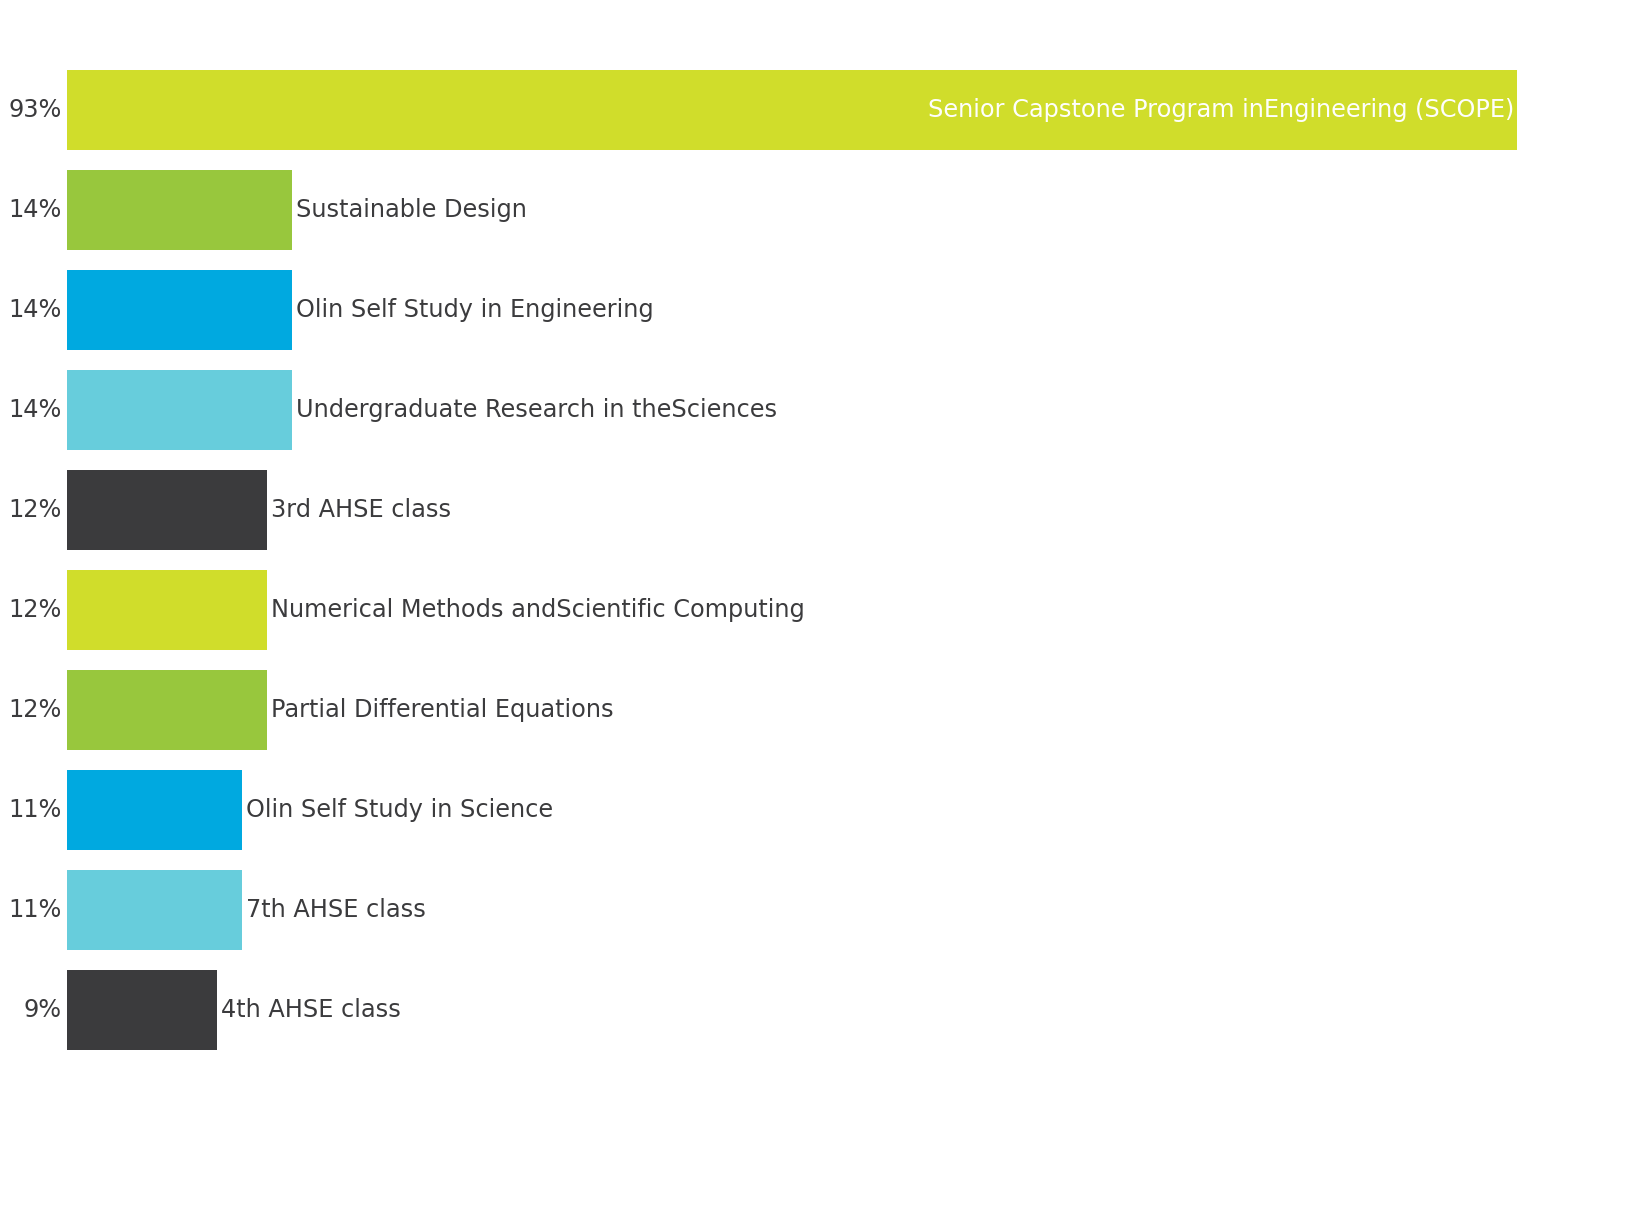 93% Senior Capstone Program inEngineering (SCOPE)
14% Sustainable Design
14% Olin Self Study in Engineering
14% Undergraduate Research in theSciences
12% 3rd AHSE class
12% Numerical Methods andScientific Computing
12% Partial Differential Equations
11% Olin Self Study in Science
11% 7th AHSE class
9% 4th AHSE class